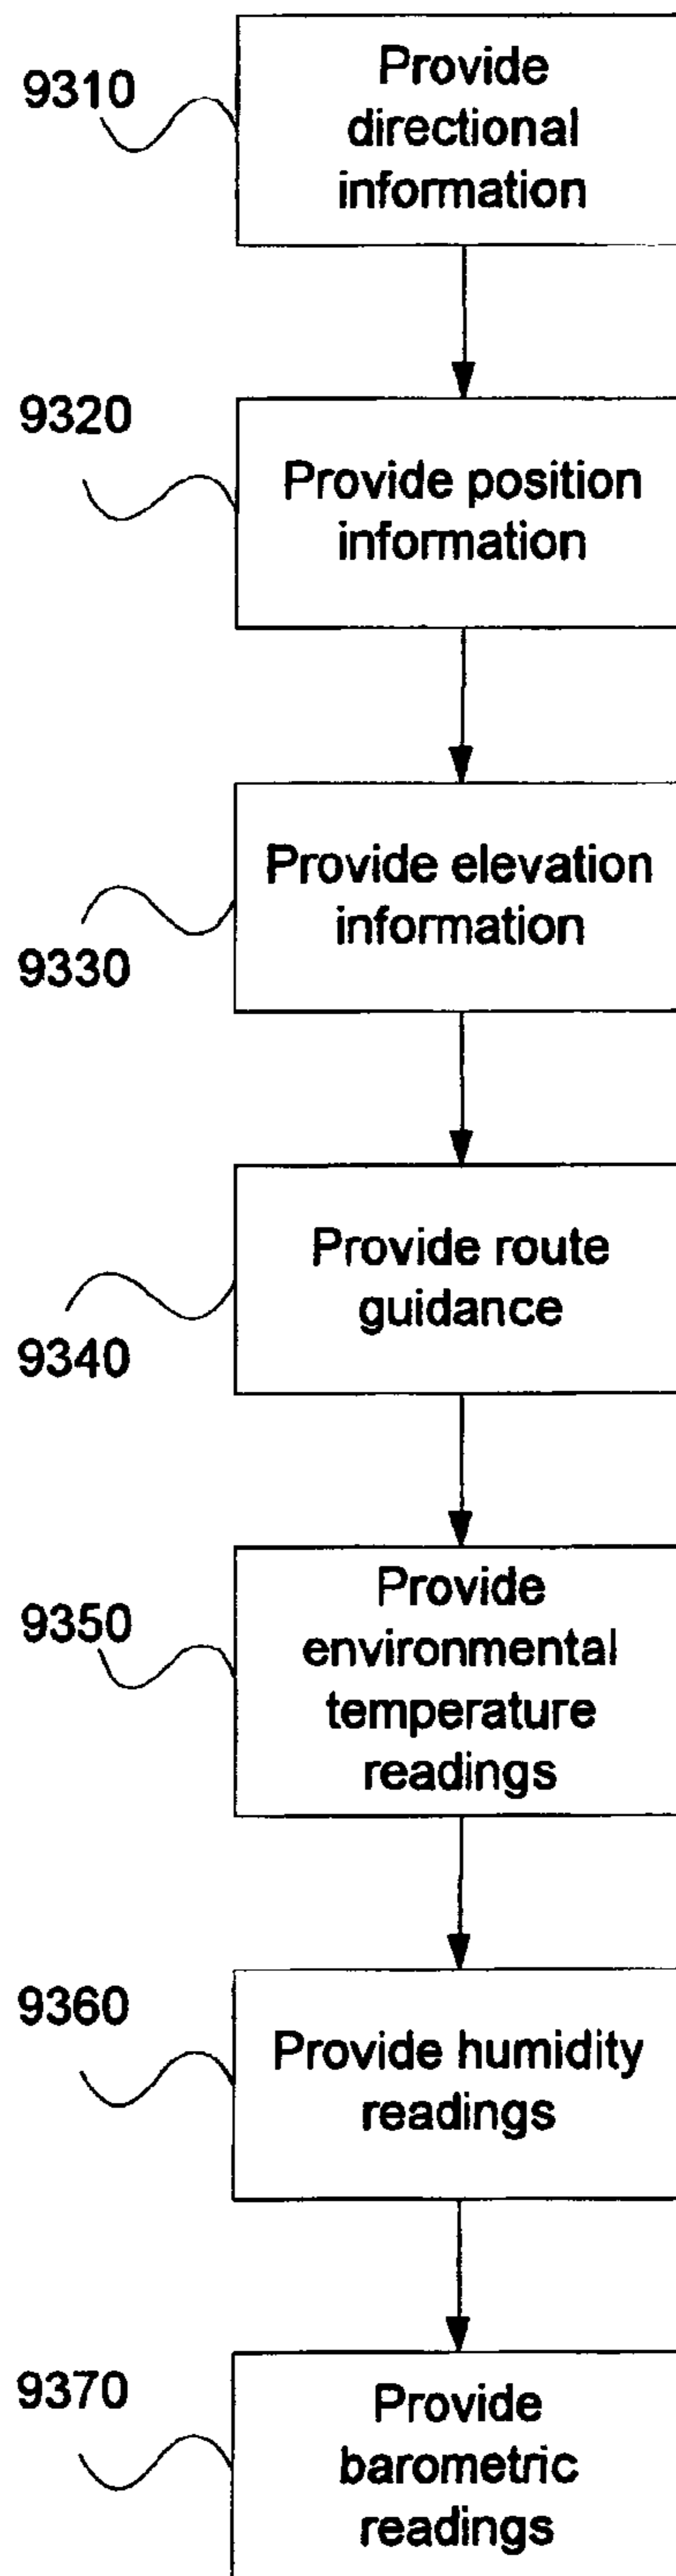 9310
Provide
directional
information
9320
Provide position
information
Provide elevation
information
9330
Provide route
guidance
9340
9350
Provide
environmental
temperature
readings
9360
Provide humidity
readings
9370
Provide
barometric
readings